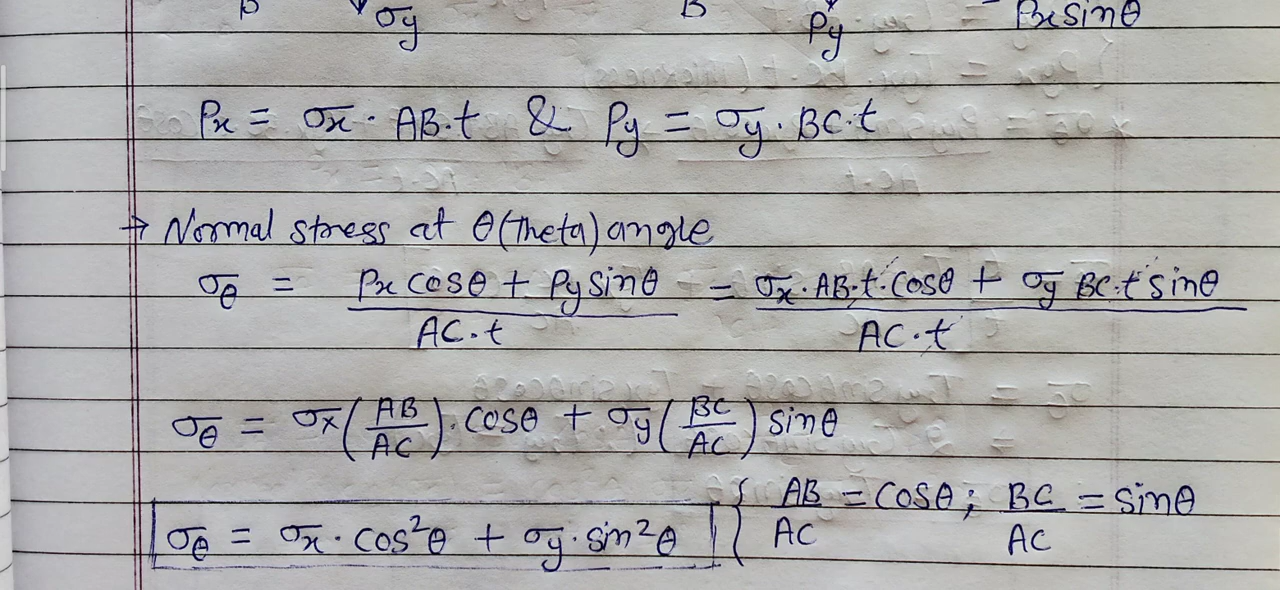 B σy B Py = Px sinθ
Px = σx · AB·t & Py = σy · BC·t
→ Normal stress at θ(theta) angle
σθ = Px cosθ + Py sinθ / AC·t = σx·AB·t·cosθ + σy BC·t sinθ / AC·t
σθ = σx(AB/AC)·cosθ + σy(BC/AC) sinθ
σθ = σx·cos²θ + σy·sin²θ { AB/AC = cosθ; BC/AC = sinθ